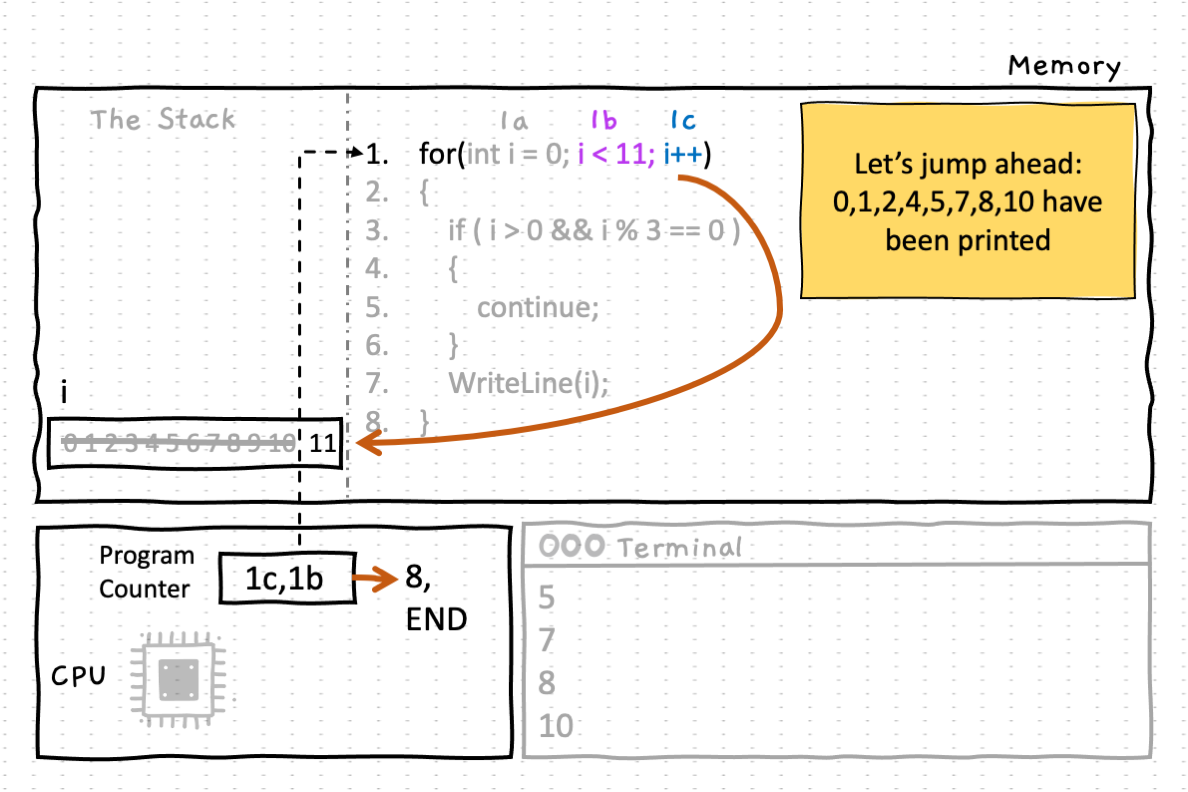 Memory
The Stack
1a 1b 1c
1. for(int i = 0; i < 11; i++)
2. {
3. if ( i > 0 && i % 3 == 0 )
4. {
5. continue;
6. }
7. WriteLine(i);
8. }
Let's jump ahead:
0,1,2,4,5,7,8,10 have
been printed
i
0 1 2 3 4 5 6 7 8 9 10 11
Program
Counter
1c,1b
8,
END
CPU
Terminal
5
7
8
10